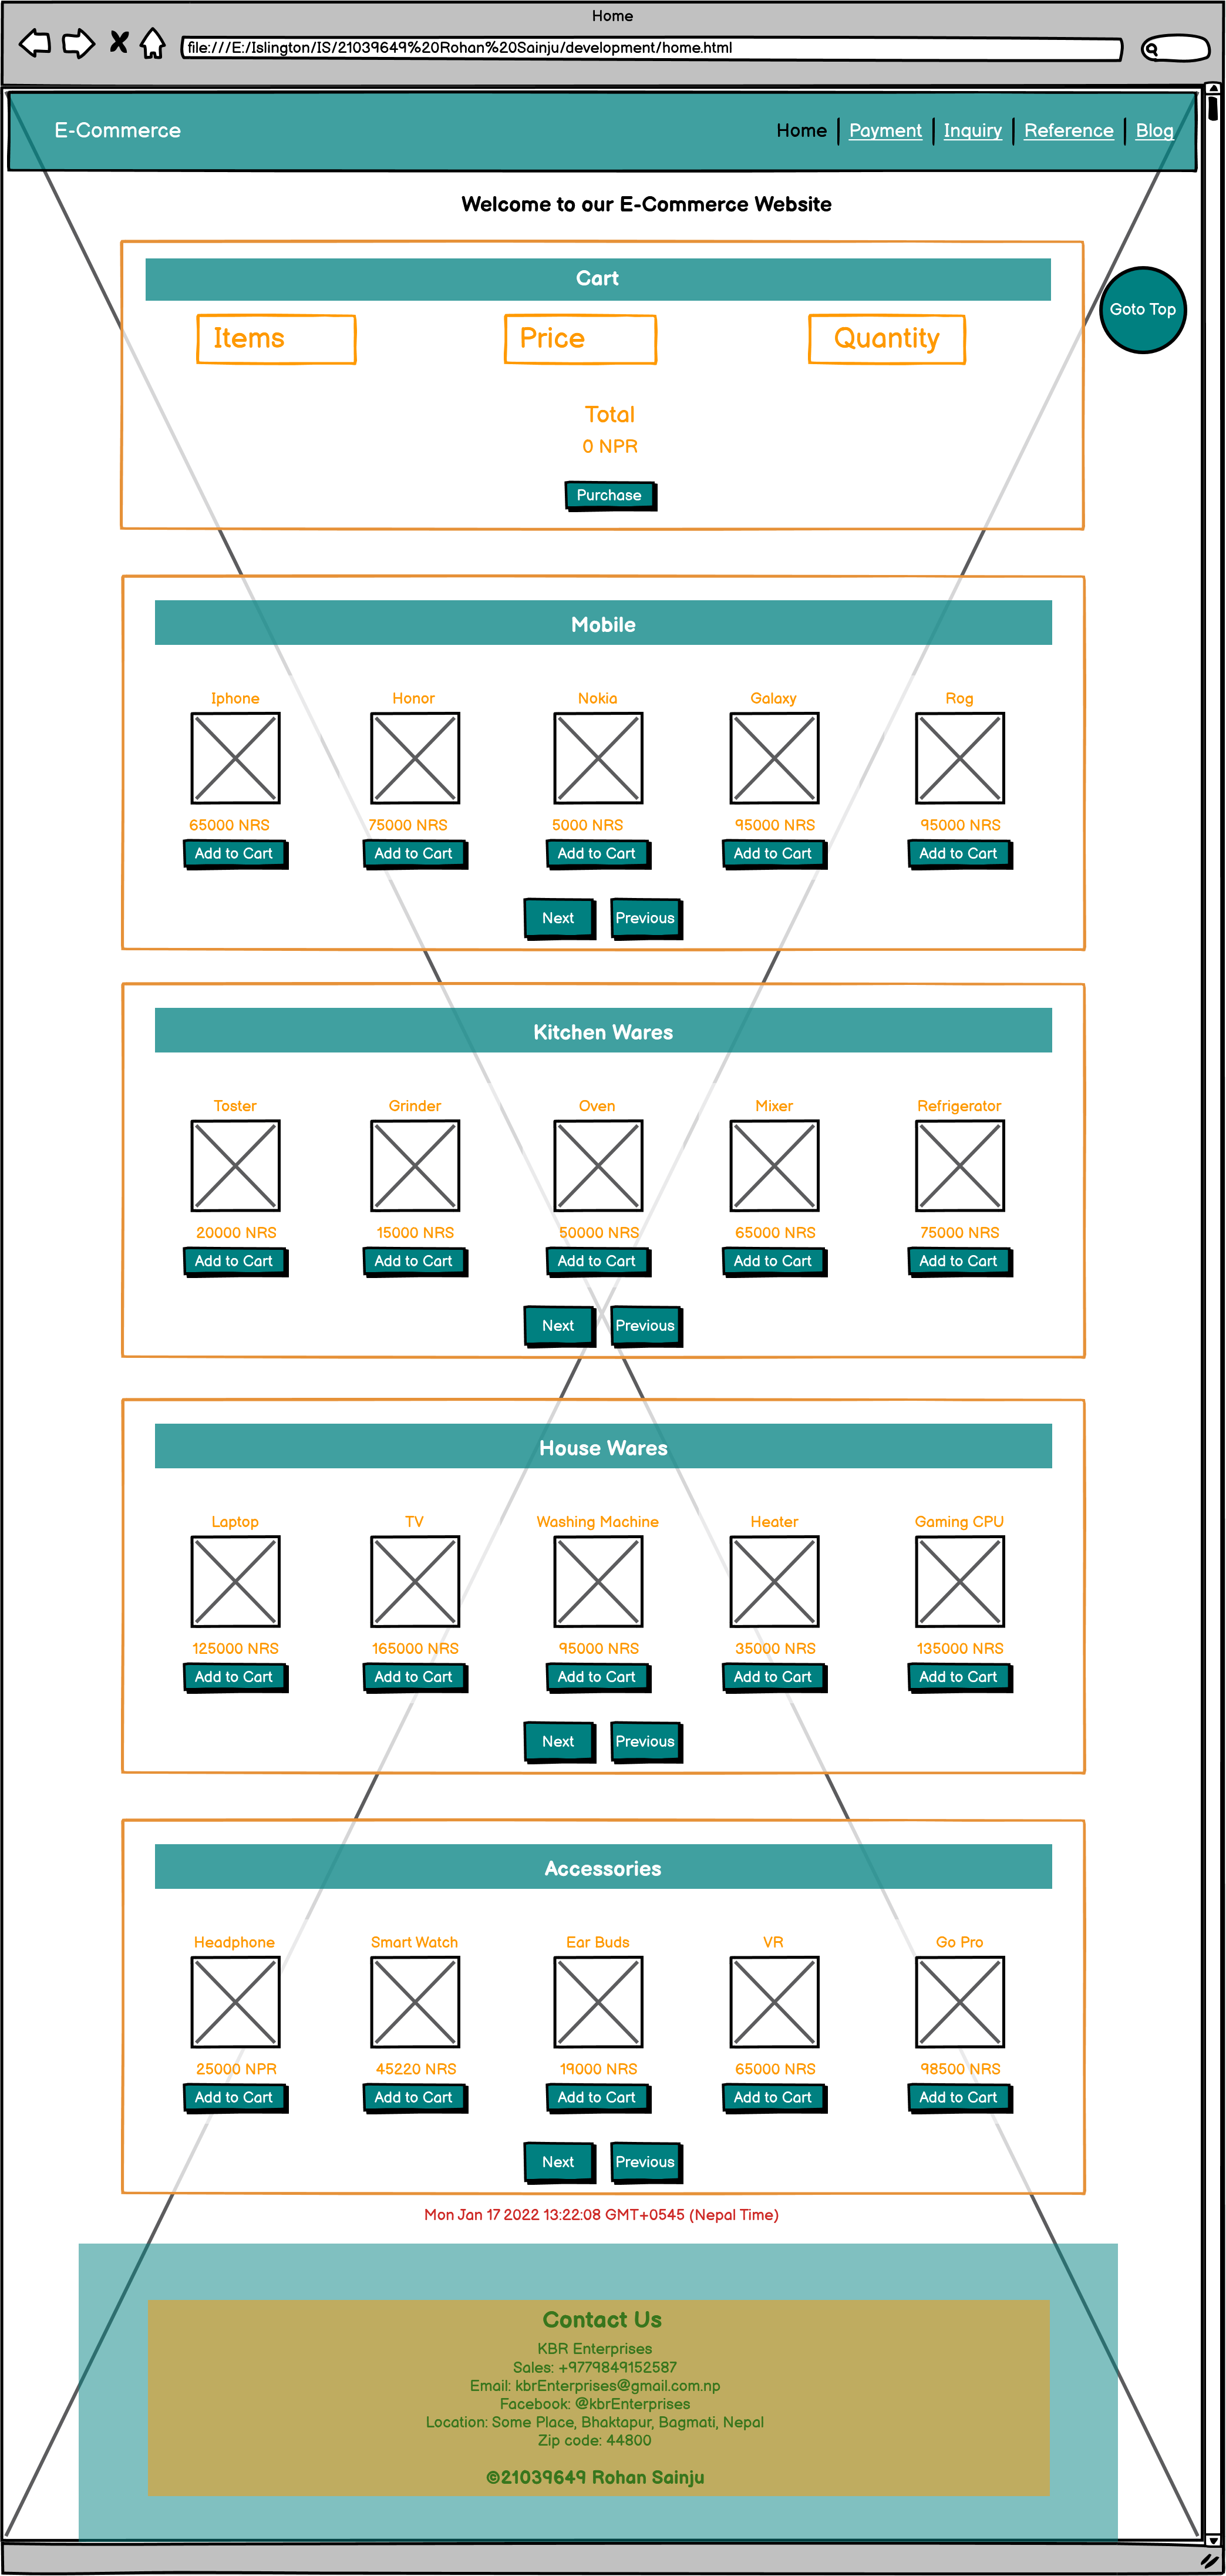 Home
file:///E:/Islington/IS/21039649%20Rohan%20Sainju/development/home.html
E-Commerce
Home Payment Inquiry Reference Blog
Welcome to our E-Commerce Website
Cart
Goto Top
Items Price Quantity
Total
0 NPR
Purchase
Mobile
Iphone Honor Nokia Galaxy Rog
65000 NRS 75000 NRS 5000 NRS 95000 NRS 95000 NRS
Add to Cart Add to Cart Add to Cart Add to Cart Add to Cart
Next Previous
Kitchen Wares
Toster Grinder Oven Mixer Refrigerator
20000 NRS 15000 NRS 50000 NRS 65000 NRS 75000 NRS
Add to Cart Add to Cart Add to Cart Add to Cart Add to Cart
Next Previous
House Wares
Laptop TV Washing Machine Heater Gaming CPU
125000 NRS 165000 NRS 95000 NRS 35000 NRS 135000 NRS
Add to Cart Add to Cart Add to Cart Add to Cart Add to Cart
Next Previous
Accessories
Headphone Smart Watch Ear Buds VR Go Pro
25000 NPR 45220 NRS 19000 NRS 65000 NRS 98500 NRS
Add to Cart Add to Cart Add to Cart Add to Cart Add to Cart
Next Previous
Mon Jan 17 2022 13:22:08 GMT+0545 (Nepal Time)
Contact Us
KBR Enterprises
Sales: +9779849152587
Email: kbrEnterprises@gmail.com.np
Facebook: @kbrEnterprises
Location: Some Place, Bhaktapur, Bagmati, Nepal
Zip code: 44800
©21039649 Rohan Sainju